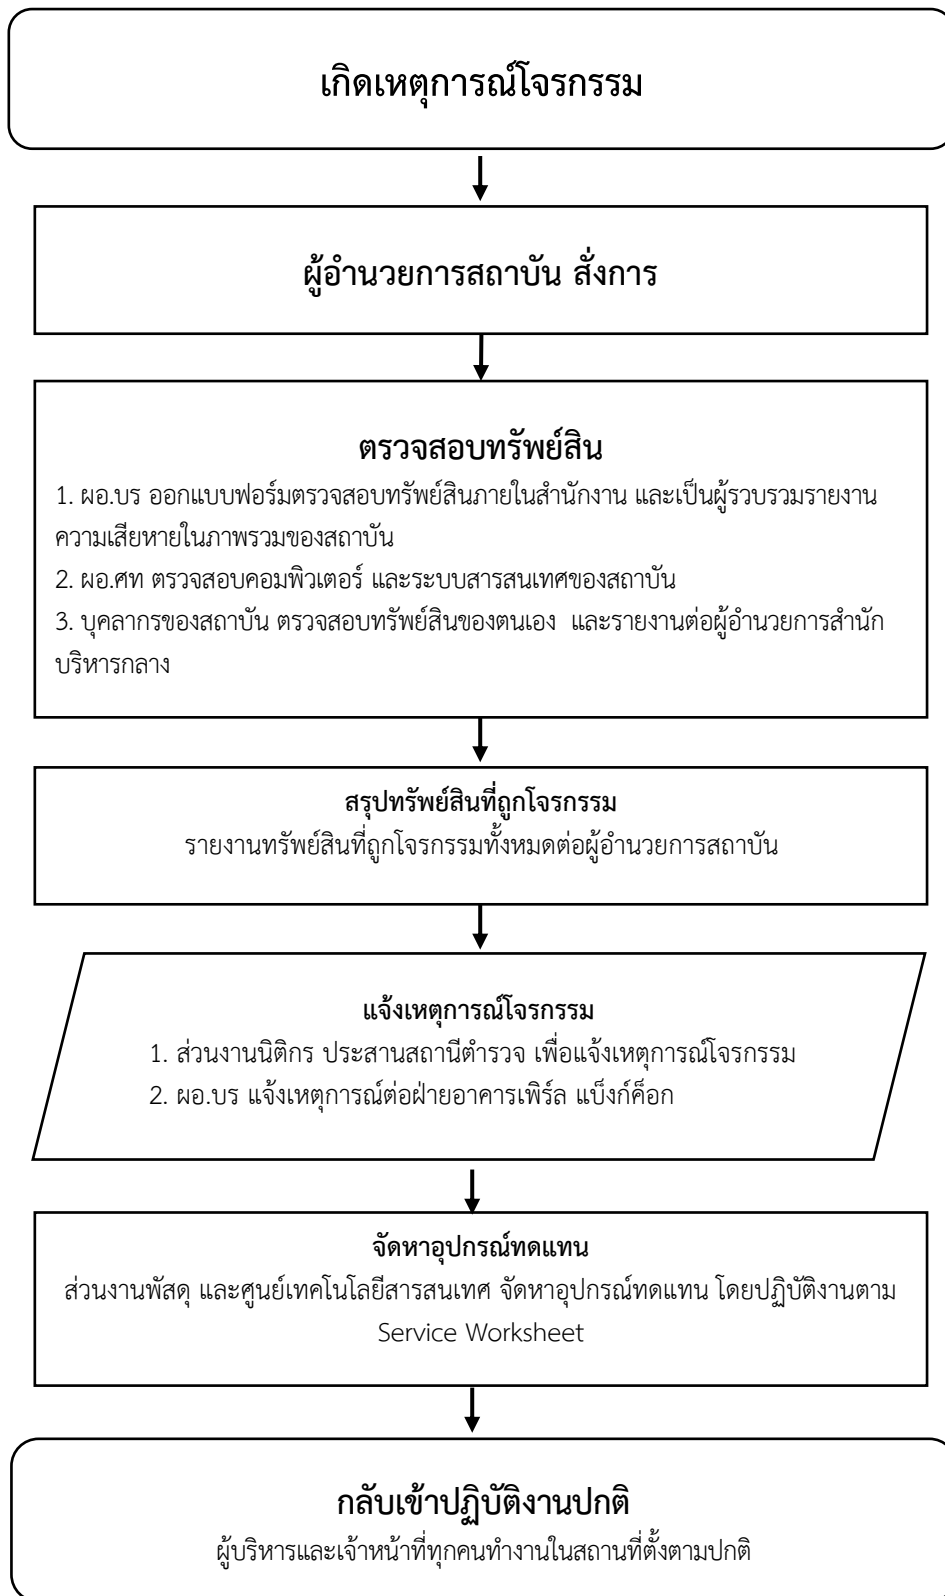 เกิดเหตุการณ์โจรกรรม
ผู้อำนวยการสถาบัน สั่งการ
ตรวจสอบทรัพย์สิน
1. ผอ.บร ออกแบบฟอร์มตรวจสอบทรัพย์สินภายในสำนักงาน และเป็นผู้รวบรวมรายงาน
ความเสียหายในภาพรวมของสถาบัน
2. ผอ.ศท ตรวจสอบคอมพิวเตอร์ และระบบสารสนเทศของสถาบัน
3. บุคลากรของสถาบัน ตรวจสอบทรัพย์สินของตนเอง และรายงานต่อผู้อำนวยการสำนัก
บริหารกลาง
สรุปทรัพย์สินที่ถูกโจรกรรม
รายงานทรัพย์สินที่ถูกโจรกรรมทั้งหมดต่อผู้อำนวยการสถาบัน
แจ้งเหตุการณ์โจรกรรม
1. ส่วนงานนิติกร ประสานสถานีตำรวจ เพื่อแจ้งเหตุการณ์โจรกรรม
2. ผอ.บร แจ้งเหตุการณ์ต่อฝ่ายอาคารเพิร์ล แบ็งก์ค็อก
จัดหาอุปกรณ์ทดแทน
ส่วนงานพัสดุ และศูนย์เทคโนโลยีสารสนเทศ จัดหาอุปกรณ์ทดแทน โดยปฏิบัติงานตาม
Service Worksheet
กลับเข้าปฏิบัติงานปกติ
ผู้บริหารและเจ้าหน้าที่ทุกคนทำงานในสถานที่ตั้งตามปกติ